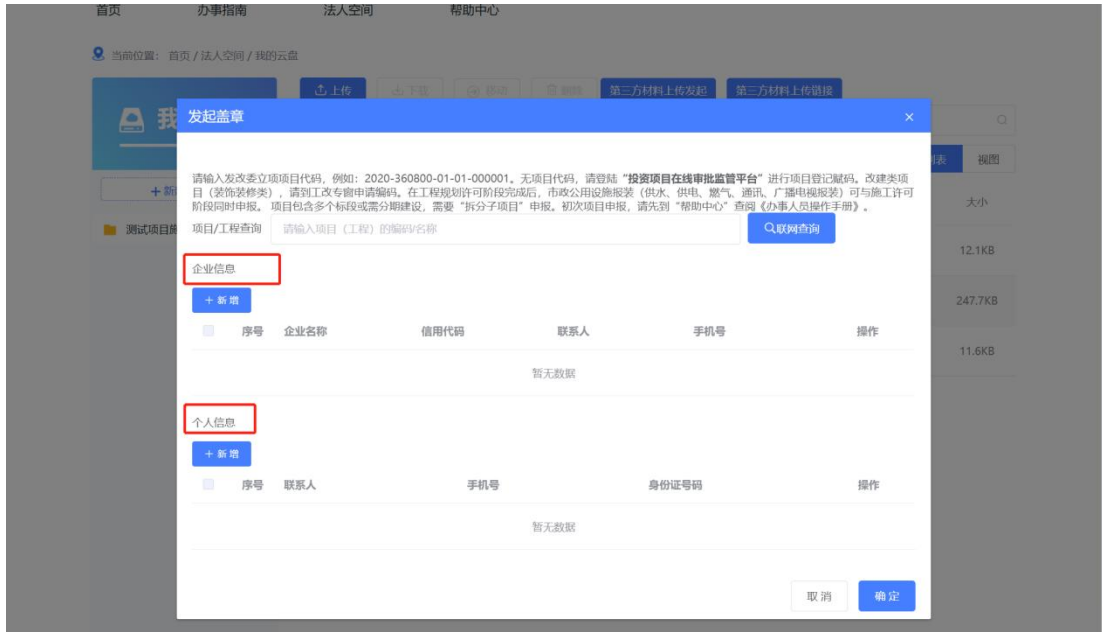 首页 办事指南 法人空间 帮助中心
当前位置： 首页 / 法人空间 / 我的云盘
上传 下载 移动 删除 第三方材料上传发起 第三方材料上传链接
我
发起盖章 ×
列表 视图
请输入发改委立项项目代码，例如：2020-360800-01-01-000001。无项目代码，请登陆 “投资项目在线审批监管平台” 进行项目登记赋码。改建类项
目（装饰装修类），请到工改专窗申请编码。在工程规划许可阶段完成后，市政公用设施报装（供水、供电、燃气、通讯、广播电视报装）可与施工许可
阶段同时申报。 项目包含多个标段或需分期建设，需要 “拆分子项目” 申报。初次项目申报，请先到 “帮助中心” 查阅《办事人员操作手册》。
+ 新
大小
测试项目施
项目/工程查询 请输入项目（工程）的编码/名称 联网查询
12.1KB
企业信息
+ 新 增
247.7KB
序号 企业名称 信用代码 联系人 手机号 操作
11.6KB
暂无数据
个人信息
+ 新 增
序号 联系人 手机号 身份证号码 操作
暂无数据
取 消 确 定